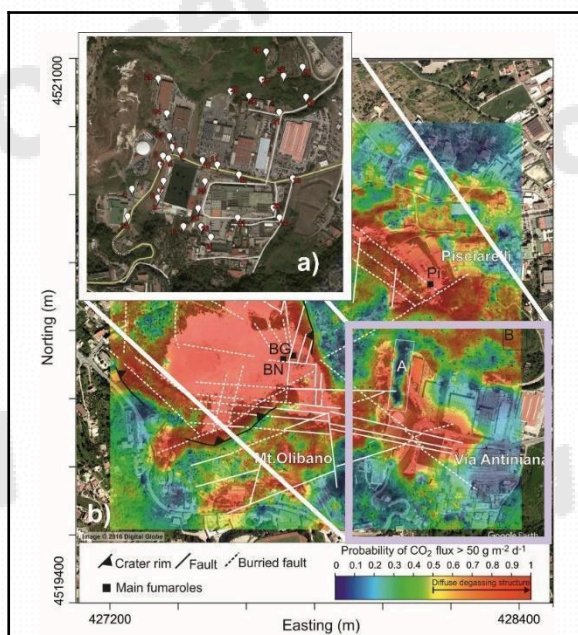 4521000
a)
Pisciarelli
Pi
Norting (m)
B
BG
BN
A
Mt.Olibano
Via Antiniana
b)
Image © 2016 Digital Globe
Google Earth
Crater rim
Fault
Burried fault
Main fumaroles
Probability of CO2 flux > 50 g m-2 d-1
Diffuse degassing structure
0 0.1 0.2 0.3 0.4 0.5 0.6 0.7 0.8 0.9 1
4519400
427200
Easting (m)
428400